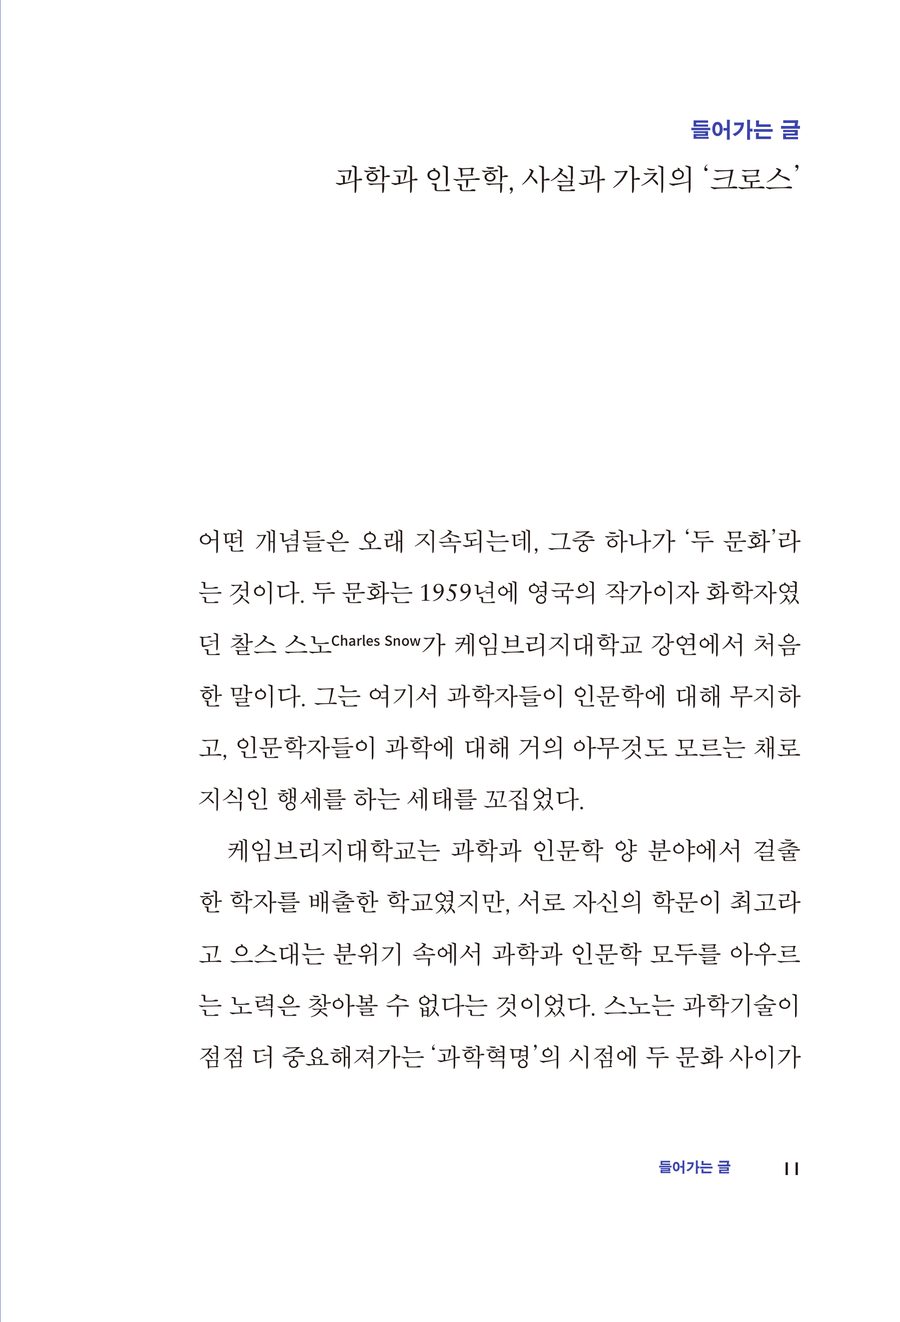 들어가는 글
과학과 인문학, 사실과 가치의 ‘크로스’
어떤 개념들은 오래 지속되는데, 그중 하나가 ‘두 문화’라
는 것이다. 두 문화는 1959년에 영국의 작가이자 화학자였
던 찰스 스노Charles Snow가 케임브리지대학교 강연에서 처음
한 말이다. 그는 여기서 과학자들이 인문학에 대해 무지하
고, 인문학자들이 과학에 대해 거의 아무것도 모르는 채로
지식인 행세를 하는 세태를 꼬집었다.
케임브리지대학교는 과학과 인문학 양 분야에서 걸출
한 학자를 배출한 학교였지만, 서로 자신의 학문이 최고라
고 으스대는 분위기 속에서 과학과 인문학 모두를 아우르
는 노력은 찾아볼 수 없다는 것이었다. 스노는 과학기술이
점점 더 중요해져가는 ‘과학혁명’의 시점에 두 문화 사이가
들어가는 글 11